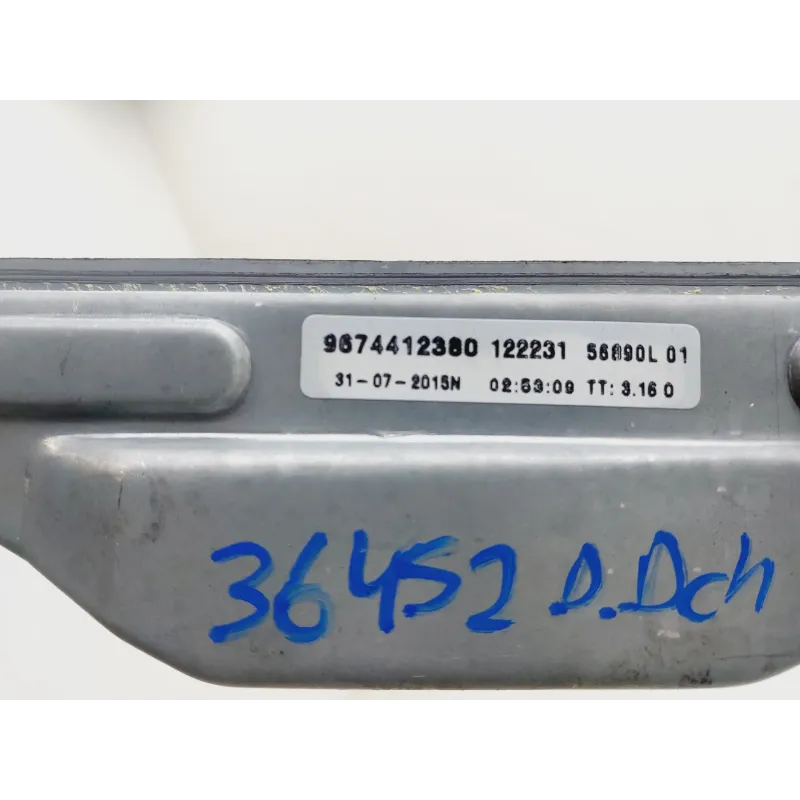 9674412380 122231 56890L 01
31-07-2015N 02:53:09 TT: 3.16 0
36452 D.Dch